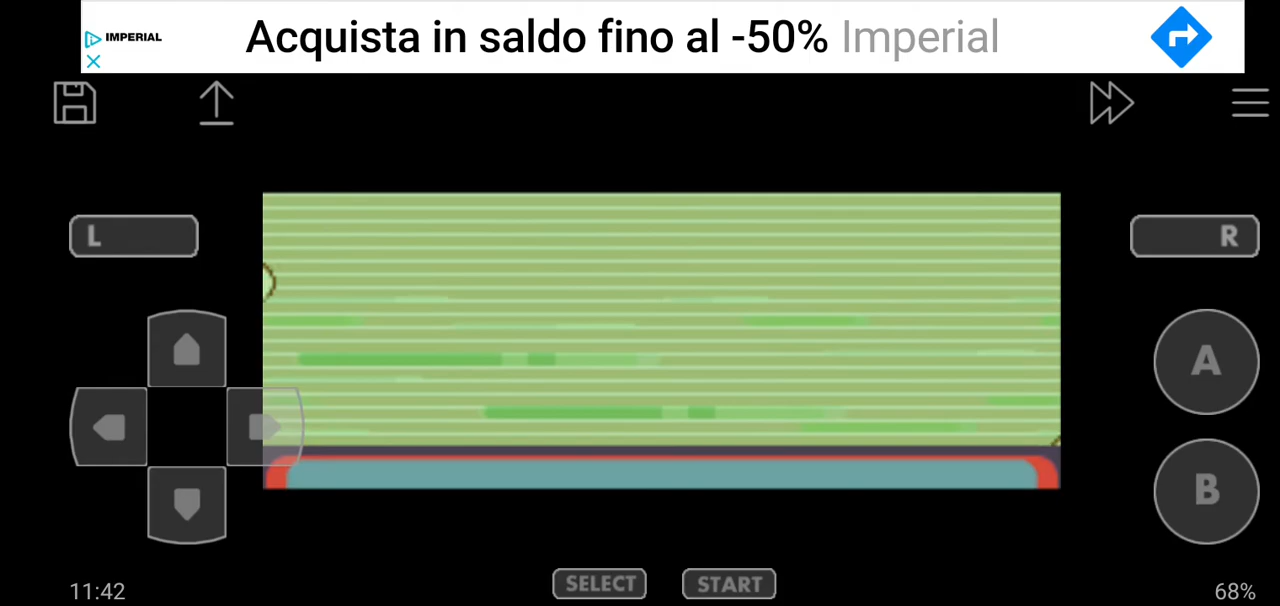 IMPERIAL
Acquista in saldo fino al -50% Imperial
L
R
A
B
SELECT
START
11:42
68%